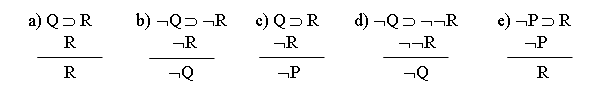 a) Q ⊃ R b) ¬Q ⊃ ¬R c) Q ⊃ R d) ¬Q ⊃ ¬¬R e) ¬P ⊃ R
R ¬R ¬R ¬¬R ¬P
R ¬Q ¬P ¬Q R